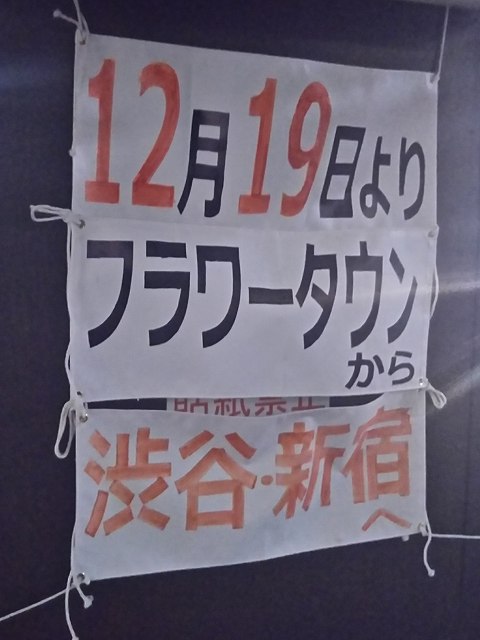 12月19日より
フラワータウン
から
貼紙禁止
渋谷・新宿
へ